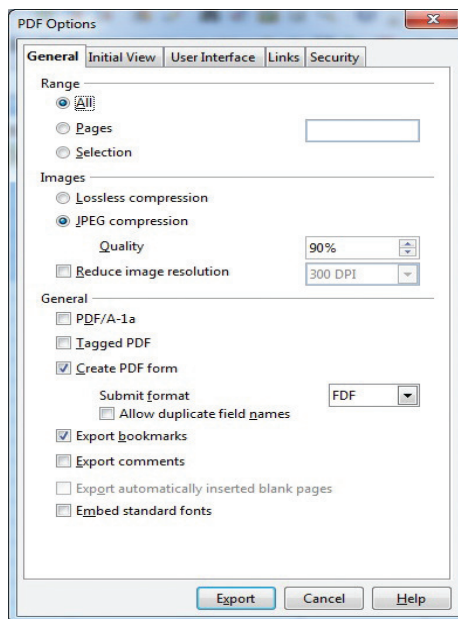 PDF Options
General Initial View User Interface Links Security
Range
All
Pages
Selection
Images
Lossless compression
JPEG compression
Quality 90%
Reduce image resolution 300 DPI
General
PDF/A-1a
Tagged PDF
Create PDF form
Submit format FDF
Allow duplicate field names
Export bookmarks
Export comments
Export automatically inserted blank pages
Embed standard fonts
Export Cancel Help